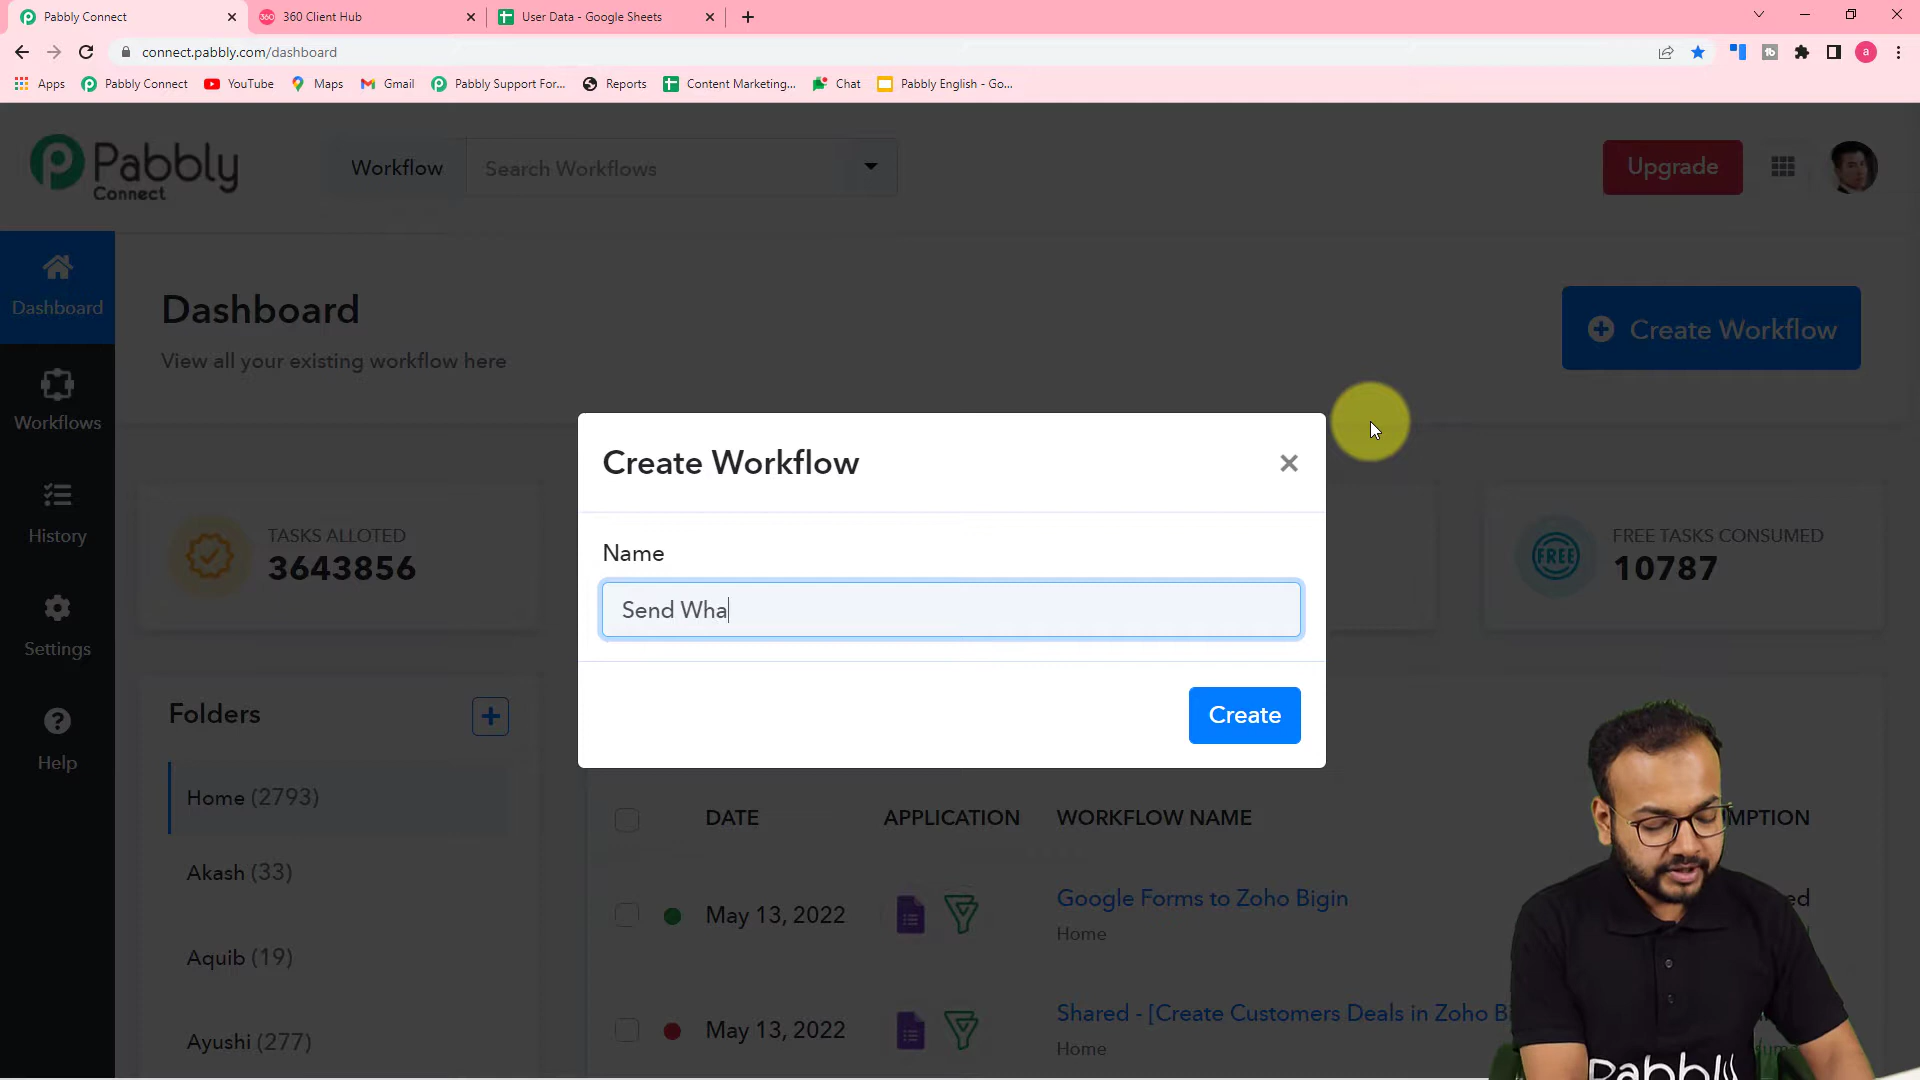 Pabbly Connect
360 Client Hub
User Data - Google Sheets
connect.pabbly.com/dashboard
a
Apps
Pabbly Connect
YouTube
Maps
Gmail
Pabbly Support For...
Reports
Content Marketing...
Chat
Pabbly English - Go...
Pabbly
Connect
Workflow
Search Workflows
Upgrade
Dashboard
Workflows
History
Settings
Help
Dashboard
View all your existing workflow here
Create Workflow
Create Workflow
Name
Send Wha
Create
TASKS ALLOTED
3643856
FREE
FREE TASKS CONSUMED
10787
Folders
Home (2793)
Akash (33)
Aquib (19)
Ayushi (277)
DATE
APPLICATION
WORKFLOW NAME
MPTION
May 13, 2022
Google Forms to Zoho Bigin
Home
May 13, 2022
Shared - [Create Customers Deals in Zoho Bi
Home
Pabbly